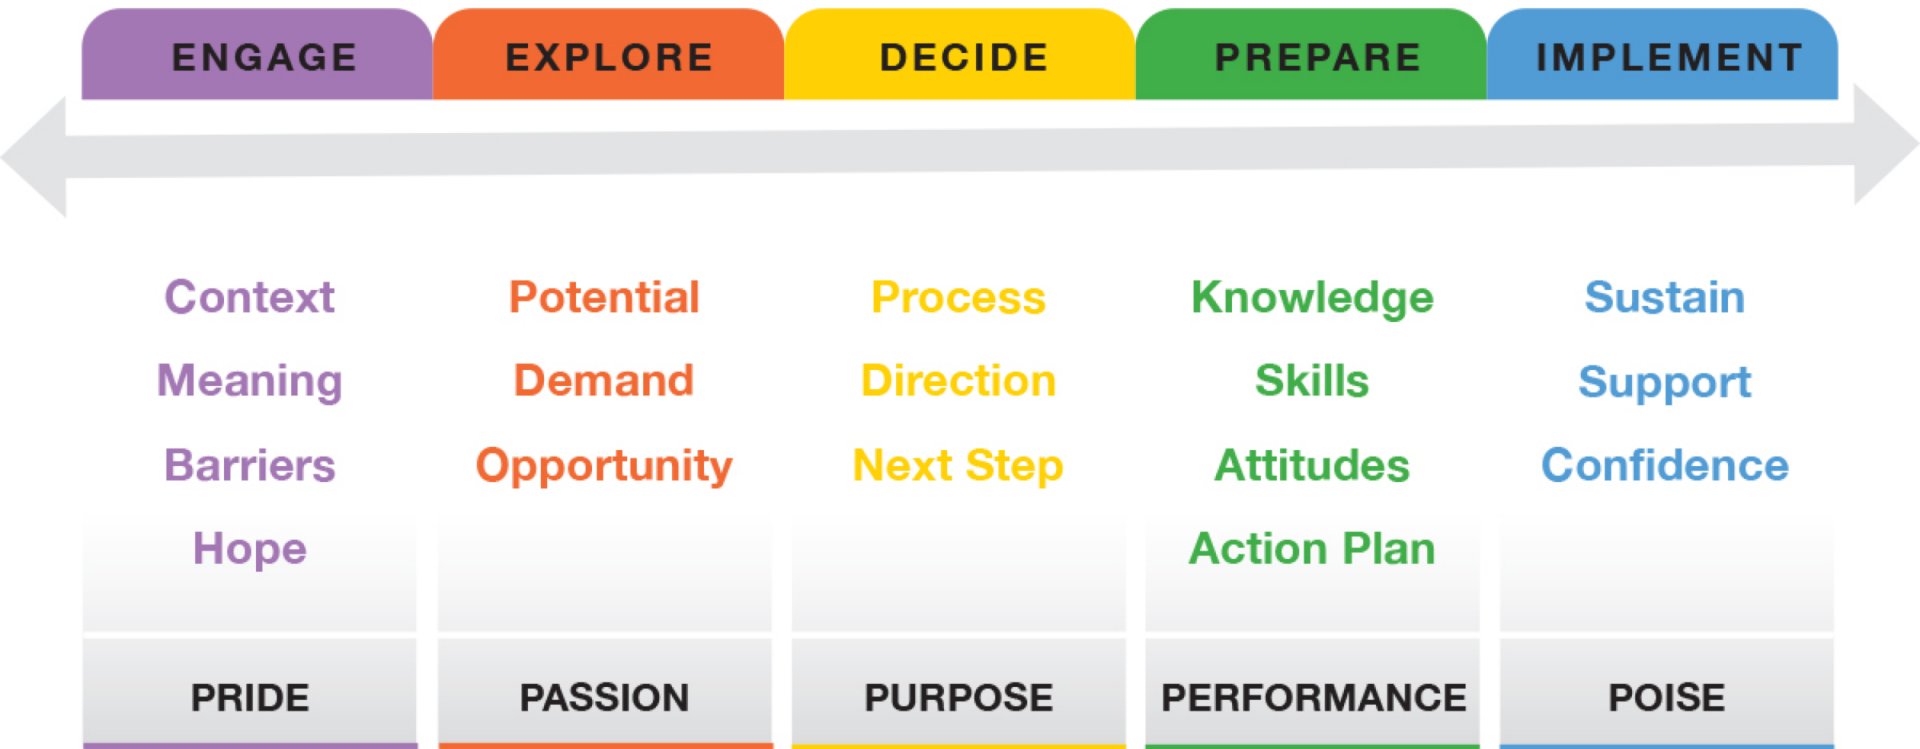 ENGAGE EXPLORE DECIDE PREPARE IMPLEMENT
Context Potential Process Knowledge Sustain
Meaning Demand Direction Skills Support
Barriers Opportunity Next Step Attitudes Confidence
Hope Action Plan
PRIDE PASSION PURPOSE PERFORMANCE POISE